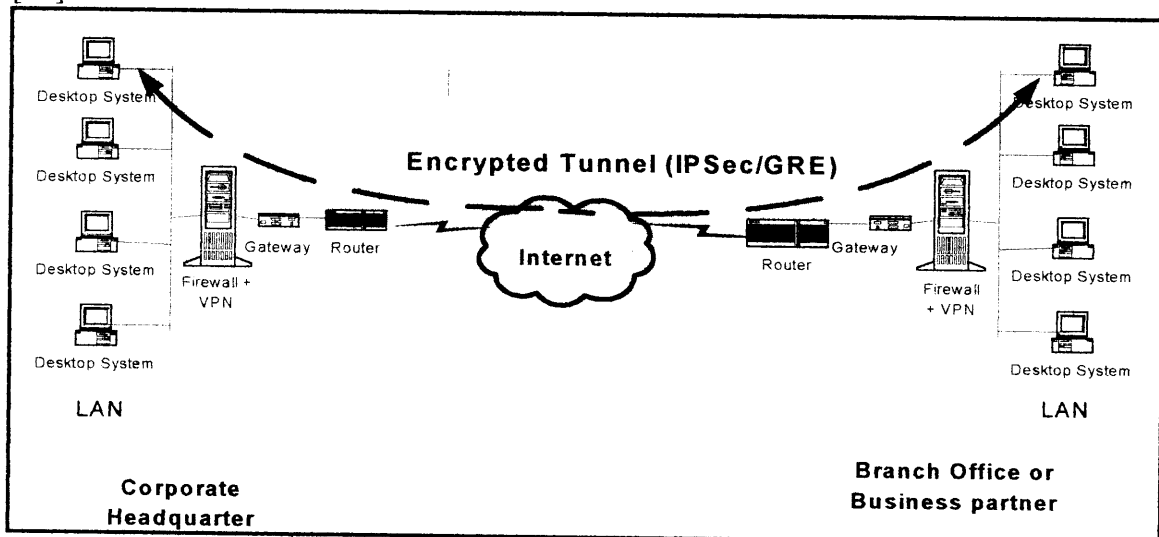 Desktop System
Desktop System
Desktop System
Desktop System
LAN
Corporate
Headquarter
Firewall +
VPN
Gateway
Router
Encrypted Tunnel (IPSec/GRE)
Internet
Router
Gateway
Firewall
+ VPN
Desktop System
Desktop System
Desktop System
Desktop System
LAN
Branch Office or
Business partner